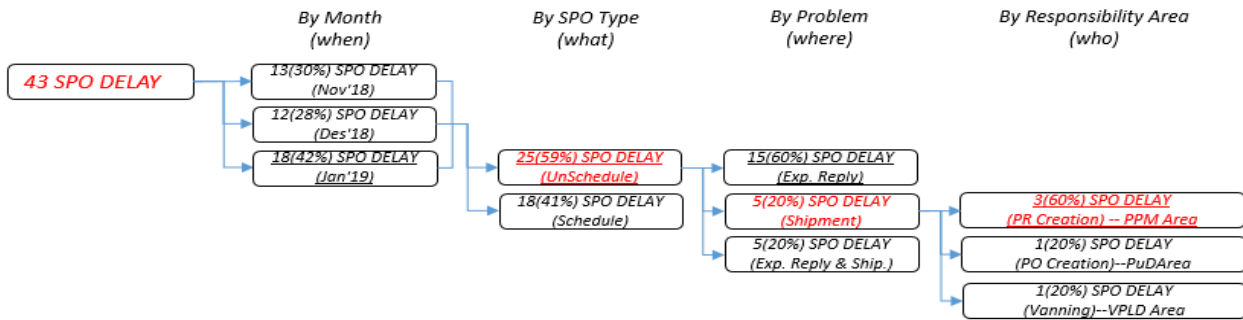 By Month
(when)
By SPO Type
(what)
By Problem
(where)
By Responsibility Area
(who)
43 SPO DELAY
13(30%) SPO DELAY
(Nov'18)
12(28%) SPO DELAY
(Des'18)
18(42%) SPO DELAY
(Jan'19)
25(59%) SPO DELAY
(UnSchedule)
18(41%) SPO DELAY
(Schedule)
15(60%) SPO DELAY
(Exp. Reply)
5(20%) SPO DELAY
(Shipment)
5(20%) SPO DELAY
(Exp. Reply & Ship.)
3(60%) SPO DELAY
(PR Creation) -- PPM Area
1(20%) SPO DELAY
(PO Creation)--PuDArea
1(20%) SPO DELAY
(Vanning)--VPLD Area